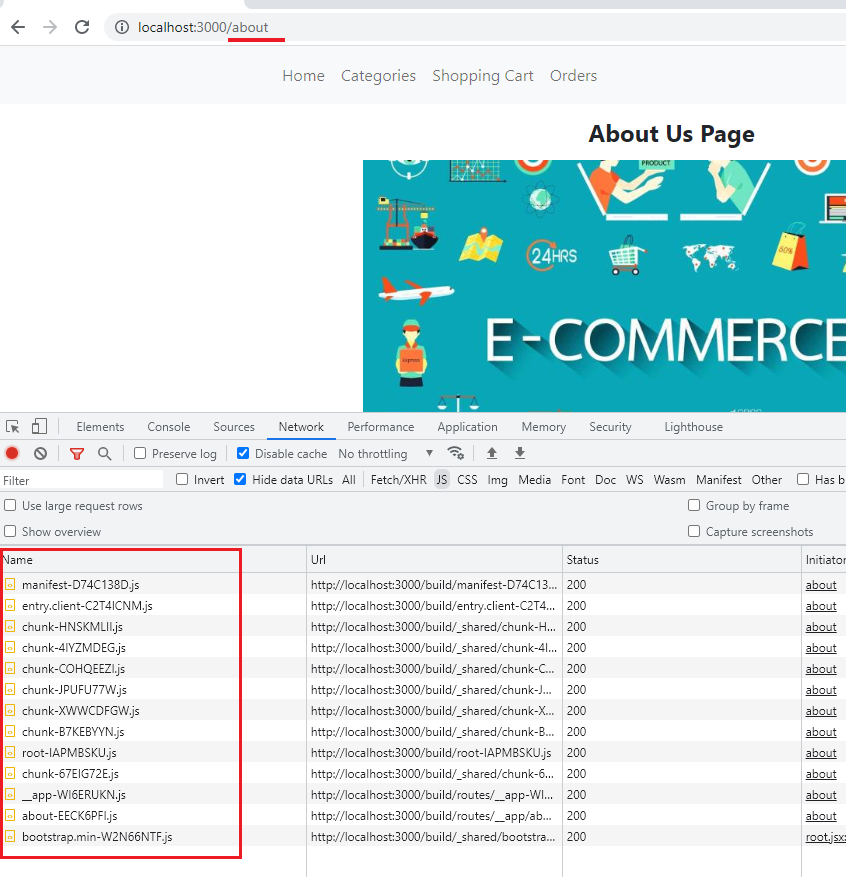 localhost:3000/about
Home Categories Shopping Cart Orders
About Us Page
PRODUCT
24HRS
50%
E-COMMERCE
Elements Console Sources Network Performance Application Memory Security Lighthouse
Preserve log Disable cache No throttling
Filter Invert Hide data URLs All Fetch/XHR JS CSS Img Media Font Doc WS Wasm Manifest Other Has b
Use large request rows Group by frame
Show overview Capture screenshots
Name Url Status Initiator
manifest-D74C138D.js http://localhost:3000/build/manifest-D74C13... 200 about
entry.client-C2T4ICNM.js http://localhost:3000/build/entry.client-C2T4... 200 about
chunk-HNSKMLII.js http://localhost:3000/build/_shared/chunk-H... 200 about
chunk-4IYZMDEG.js http://localhost:3000/build/_shared/chunk-4I... 200 about
chunk-COHQEEZI.js http://localhost:3000/build/_shared/chunk-C... 200 about
chunk-JPUFU77W.js http://localhost:3000/build/_shared/chunk-J... 200 about
chunk-XWWCDFGW.js http://localhost:3000/build/_shared/chunk-X... 200 about
chunk-B7KEBYYN.js http://localhost:3000/build/_shared/chunk-B... 200 about
root-IAPMBSKU.js http://localhost:3000/build/root-IAPMBSKU.js 200 about
chunk-67EIG72E.js http://localhost:3000/build/_shared/chunk-6... 200 about
__app-WI6ERUKN.js http://localhost:3000/build/routes/__app-WI... 200 about
about-EECK6PFI.js http://localhost:3000/build/routes/__app/ab... 200 about
bootstrap.min-W2N66NTF.js http://localhost:3000/build/_shared/bootstra... 200 root.jsx: